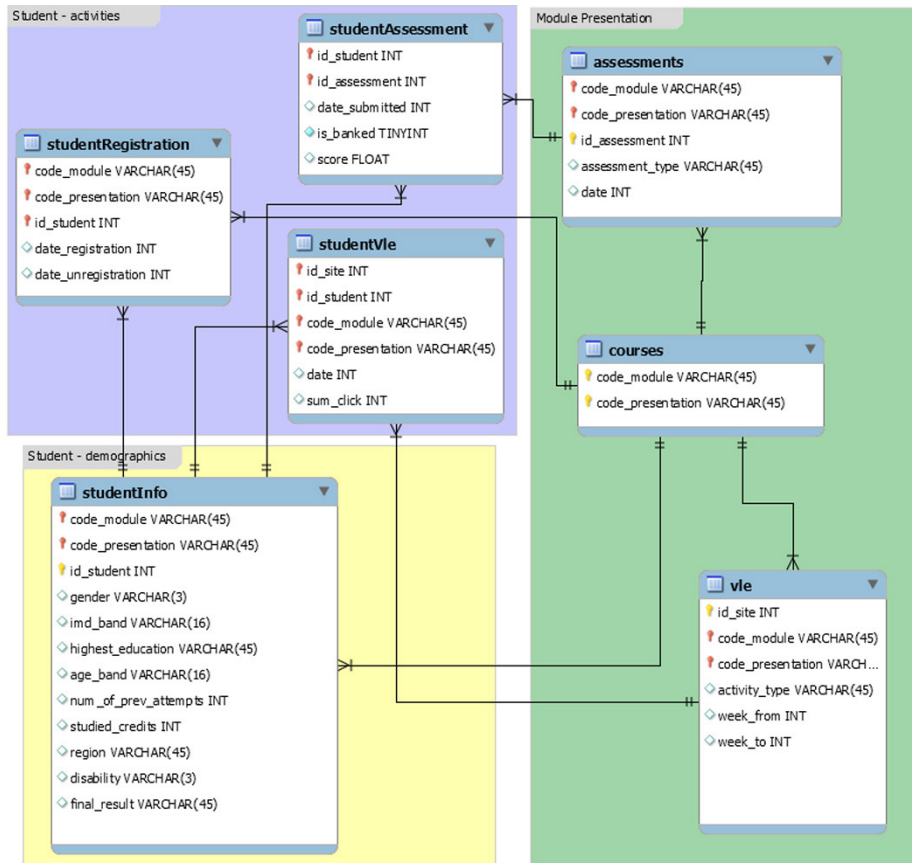 Student - activities
studentAssessment
id_student INT
id_assessment INT
date_submitted INT
is_banked TINYINT
score FLOAT
studentRegistration
code_module VARCHAR(45)
code_presentation VARCHAR(45)
id_student INT
date_registration INT
date_unregistration INT
studentVle
id_site INT
id_student INT
code_module VARCHAR(45)
code_presentation VARCHAR(45)
date INT
sum_click INT
Student - demographics
studentInfo
code_module VARCHAR(45)
code_presentation VARCHAR(45)
id_student INT
gender VARCHAR(3)
imd_band VARCHAR(16)
highest_education VARCHAR(45)
age_band VARCHAR(16)
num_of_prev_attempts INT
studied_credits INT
region VARCHAR(45)
disability VARCHAR(3)
final_result VARCHAR(45)
Module Presentation
assessments
code_module VARCHAR(45)
code_presentation VARCHAR(45)
id_assessment INT
assessment_type VARCHAR(45)
date INT
courses
code_module VARCHAR(45)
code_presentation VARCHAR(45)
vle
id_site INT
code_module VARCHAR(45)
code_presentation VARCH...
activity_type VARCHAR(45)
week_from INT
week_to INT